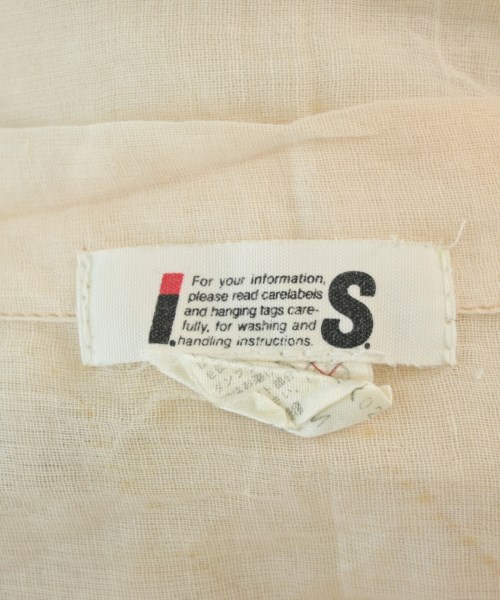 I.S.
For your information,
please read carelabels
and hanging tags care-
fully, for washing and
handling instructions.